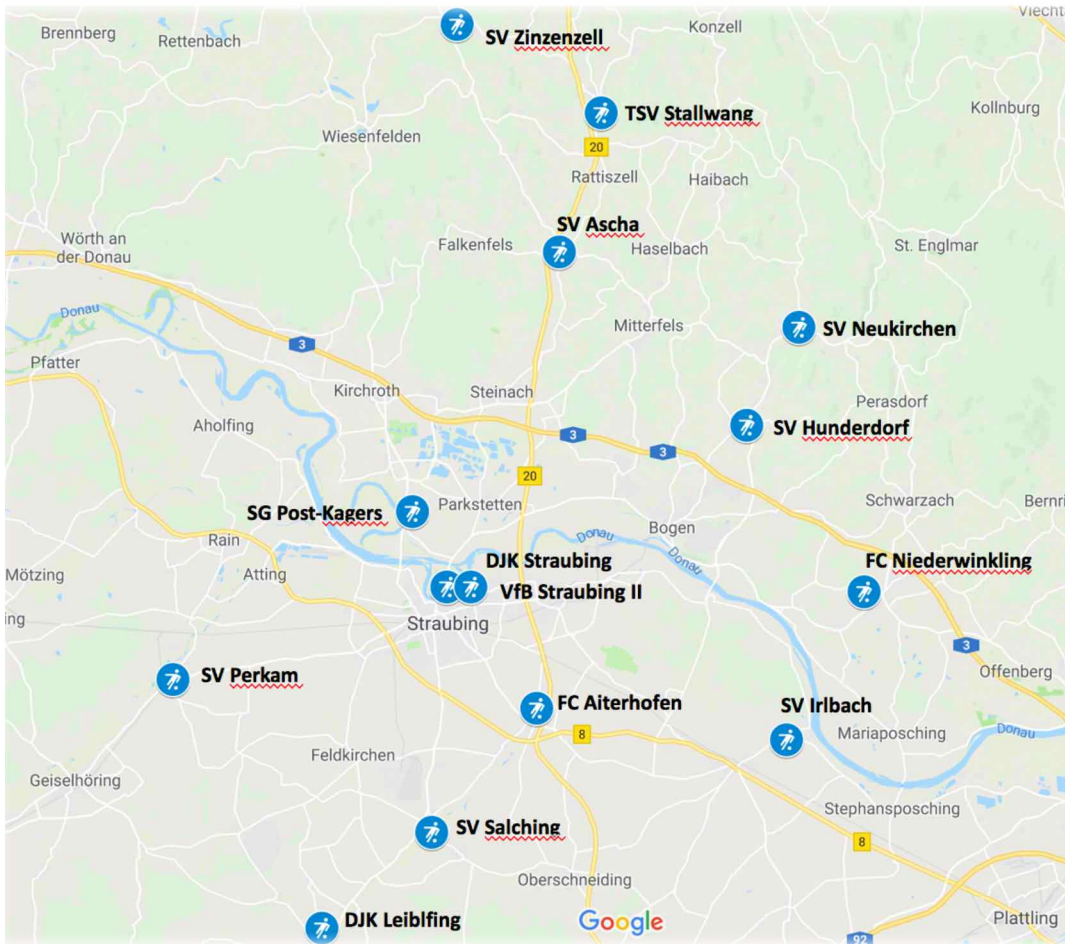 Viechta
Brennberg
Rettenbach
SV Zinzenzell
Konzell
TSV Stallwang
Kollnburg
Wiesenfelden
20
Rattiszell
Haibach
SV Ascha
Wörth an
der Donau
Falkenfels
Haselbach
St. Englmar
Donau
Mitterfels
SV Neukirchen
3
Pfatter
Kirchroth
Steinach
Perasdorf
Aholfing
SV Hunderdorf
3
3
20
SG Post-Kagers
Parkstetten
Schwarzach
Bernri
Rain
Bogen
Donau
Donau
DJK Straubing
FC Niederwinkling
Mötzing
Atting
VfB Straubing II
ing
Straubing
3
Offenberg
SV Perkam
FC Aiterhofen
SV Irlbach
Mariaposching
8
Donau
Feldkirchen
Geiselhöring
Stephansposching
SV Salching
8
Oberschneiding
DJK Leiblfing
Google
Plattling
92